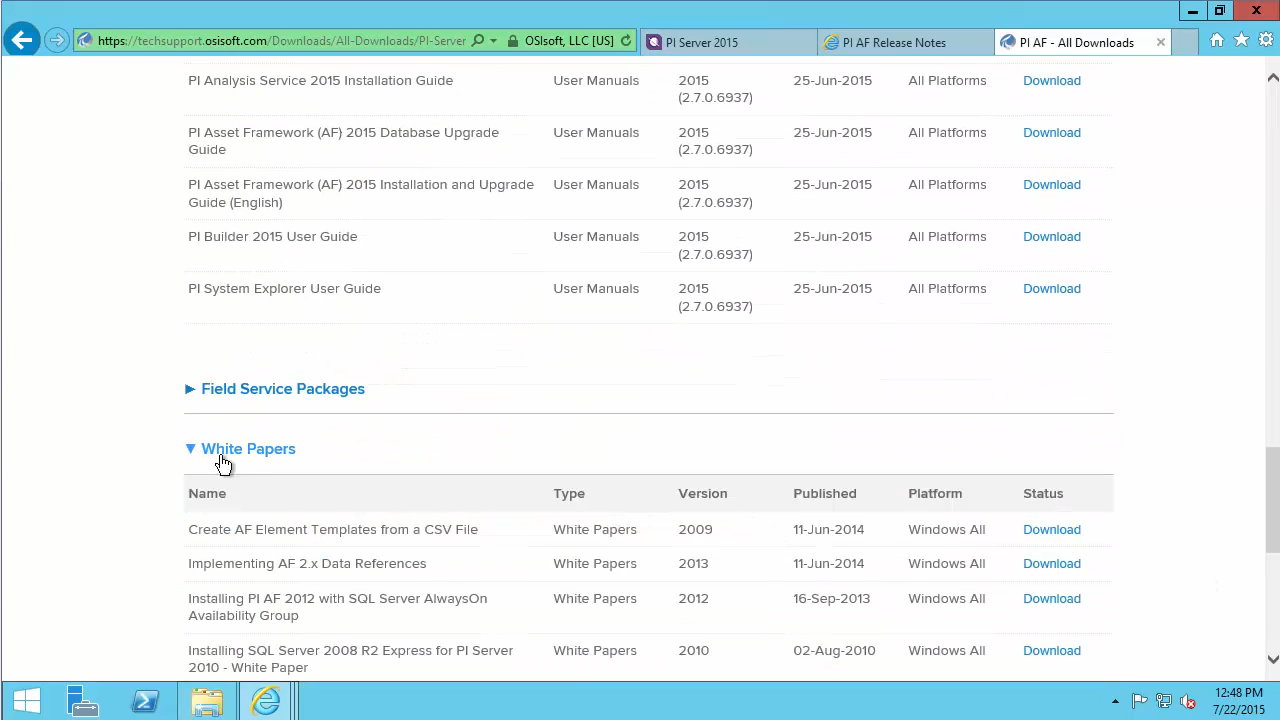 https://techsupport.osisoft.com/Downloads/All-Downloads/PI-Server
OSIsoft, LLC [US]
PI Server 2015
PI AF Release Notes
PI AF - All Downloads
PI Analysis Service 2015 Installation Guide User Manuals 2015 25-Jun-2015 All Platforms Download
(2.7.0.6937)
PI Asset Framework (AF) 2015 Database Upgrade User Manuals 2015 25-Jun-2015 All Platforms Download
Guide (2.7.0.6937)
PI Asset Framework (AF) 2015 Installation and Upgrade User Manuals 2015 25-Jun-2015 All Platforms Download
Guide (English) (2.7.0.6937)
PI Builder 2015 User Guide User Manuals 2015 25-Jun-2015 All Platforms Download
(2.7.0.6937)
PI System Explorer User Guide User Manuals 2015 25-Jun-2015 All Platforms Download
(2.7.0.6937)
Field Service Packages
White Papers
Name Type Version Published Platform Status
Create AF Element Templates from a CSV File White Papers 2009 11-Jun-2014 Windows All Download
Implementing AF 2.x Data References White Papers 2013 11-Jun-2014 Windows All Download
Installing PI AF 2012 with SQL Server AlwaysOn White Papers 2012 16-Sep-2013 Windows All Download
Availability Group
Installing SQL Server 2008 R2 Express for PI Server White Papers 2010 02-Aug-2010 Windows All Download
2010 - White Paper
12:48 PM
7/22/2015